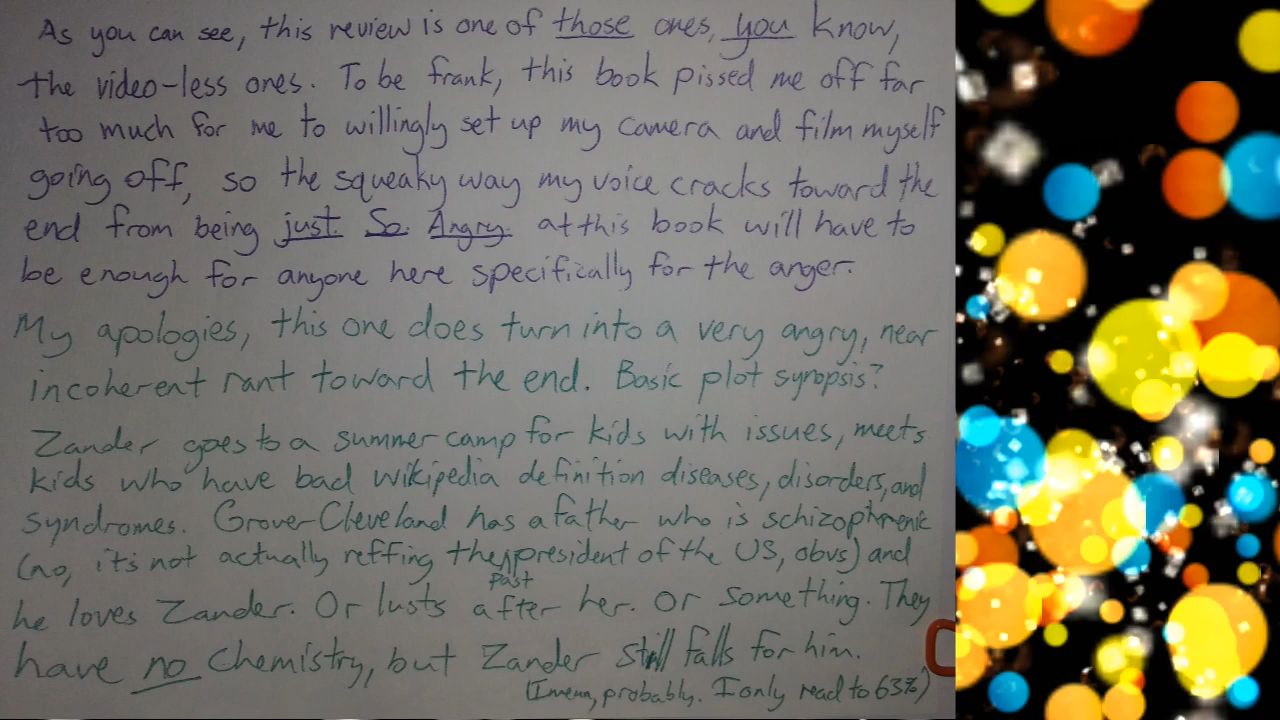 As you can see, this review is one of those ones, you know,
the video-less ones. To be frank, this book pissed me off far
too much for me to willingly set up my camera and film myself
going off, so the squeaky way my voice cracks toward the
end from being just. So. Angry. at this book will have to
be enough for anyone here specifically for the anger.
My apologies, this one does turn into a very angry, near
incoherent rant toward the end. Basic plot synopsis?
Zander goes to a summer camp for kids with issues, meets
kids who have bad wikipedia definition diseases, disorders, and
syndromes. Grover Cleveland has a father who is schizophrenic
(no, it's not actually reffing the past president of the US, obvs) and
he loves Zander. Or lusts after her. Or something. They
have no chemistry, but Zander still falls for him.
(I mean, probably. I only read to 63%)